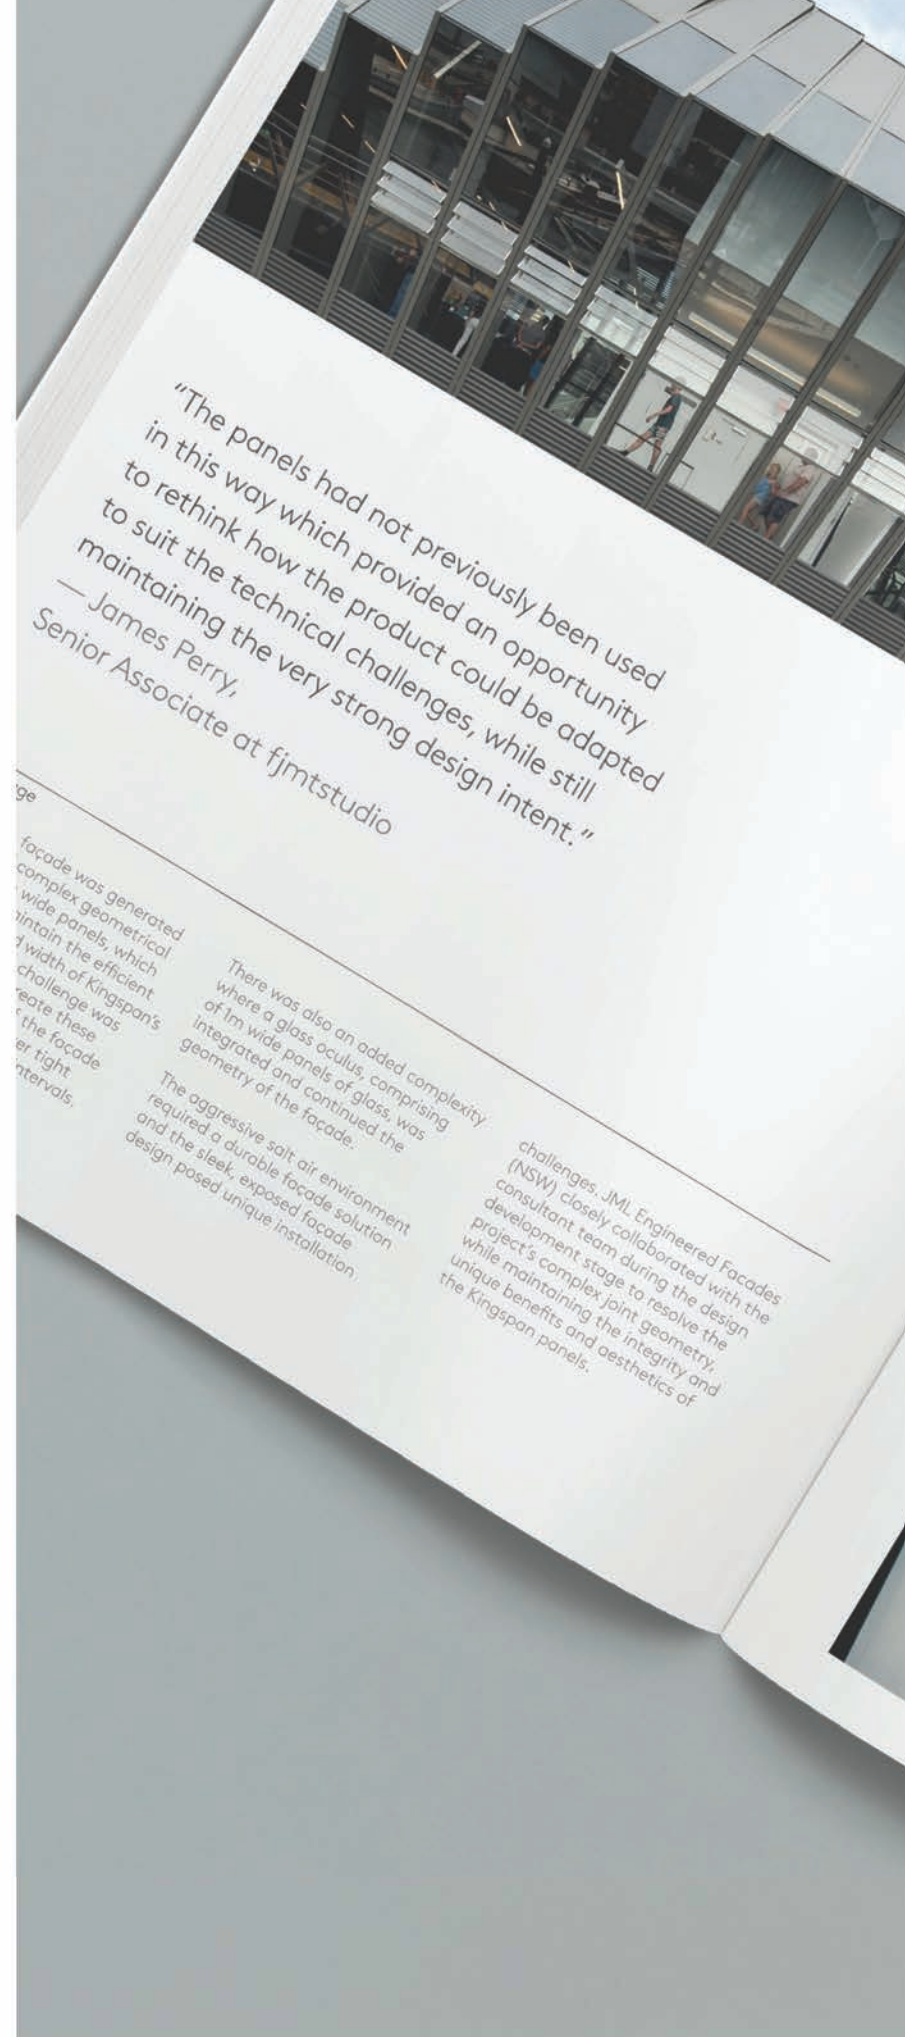 “The panels had not previously been used
in this way which provided an opportunity
to rethink how the product could be adapted
to suit the technical challenges, while still
maintaining the very strong design intent.”
— James Perry,
Senior Associate at fjmtstudio
façade was generated
complex geometrical
wide panels, which
the efficient
width of Kingspan’s
challenge was
these
the façade
tight
There was also an added complexity
where a glass oculus, comprising
of 1m wide panels of glass, was
integrated and continued the
geometry of the façade.
The aggressive salt air environment
required a durable façade solution
and the sleek, exposed façade
design posed unique installation
challenges. JML Engineered Facades
(NSW) closely collaborated with the
consultant team during the design
development stage to resolve the
project’s complex joint geometry,
while maintaining the integrity and
unique benefits and aesthetics of
the Kingspan panels.